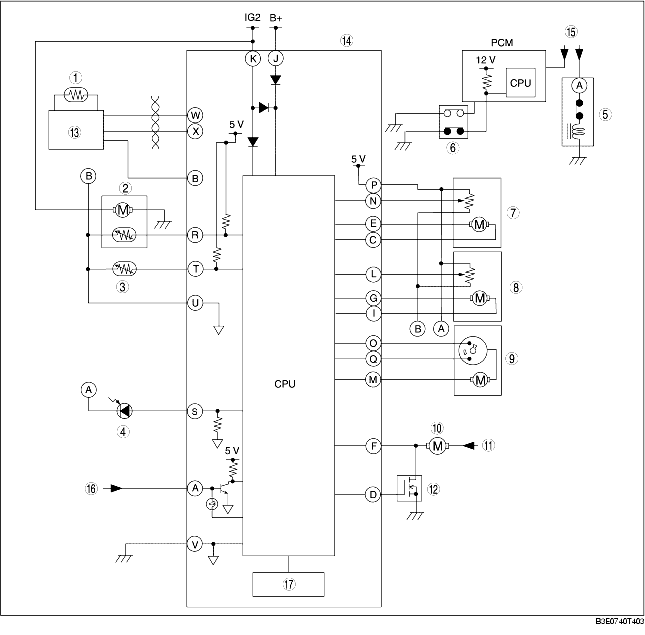 IG2 B+
14
PCM
15
K J
12 V
CPU
A
5
1
13
W
X
5 V
6
B
B
2
M
5 V
P
N
7
R
E
M
C
T
3
L
8
U
G
M
I
B A
O
9
Q
CPU
M
M
A
S
4
5 V
10
F
M
11
16
A
*3
D
12
V
17
B3E0740T403